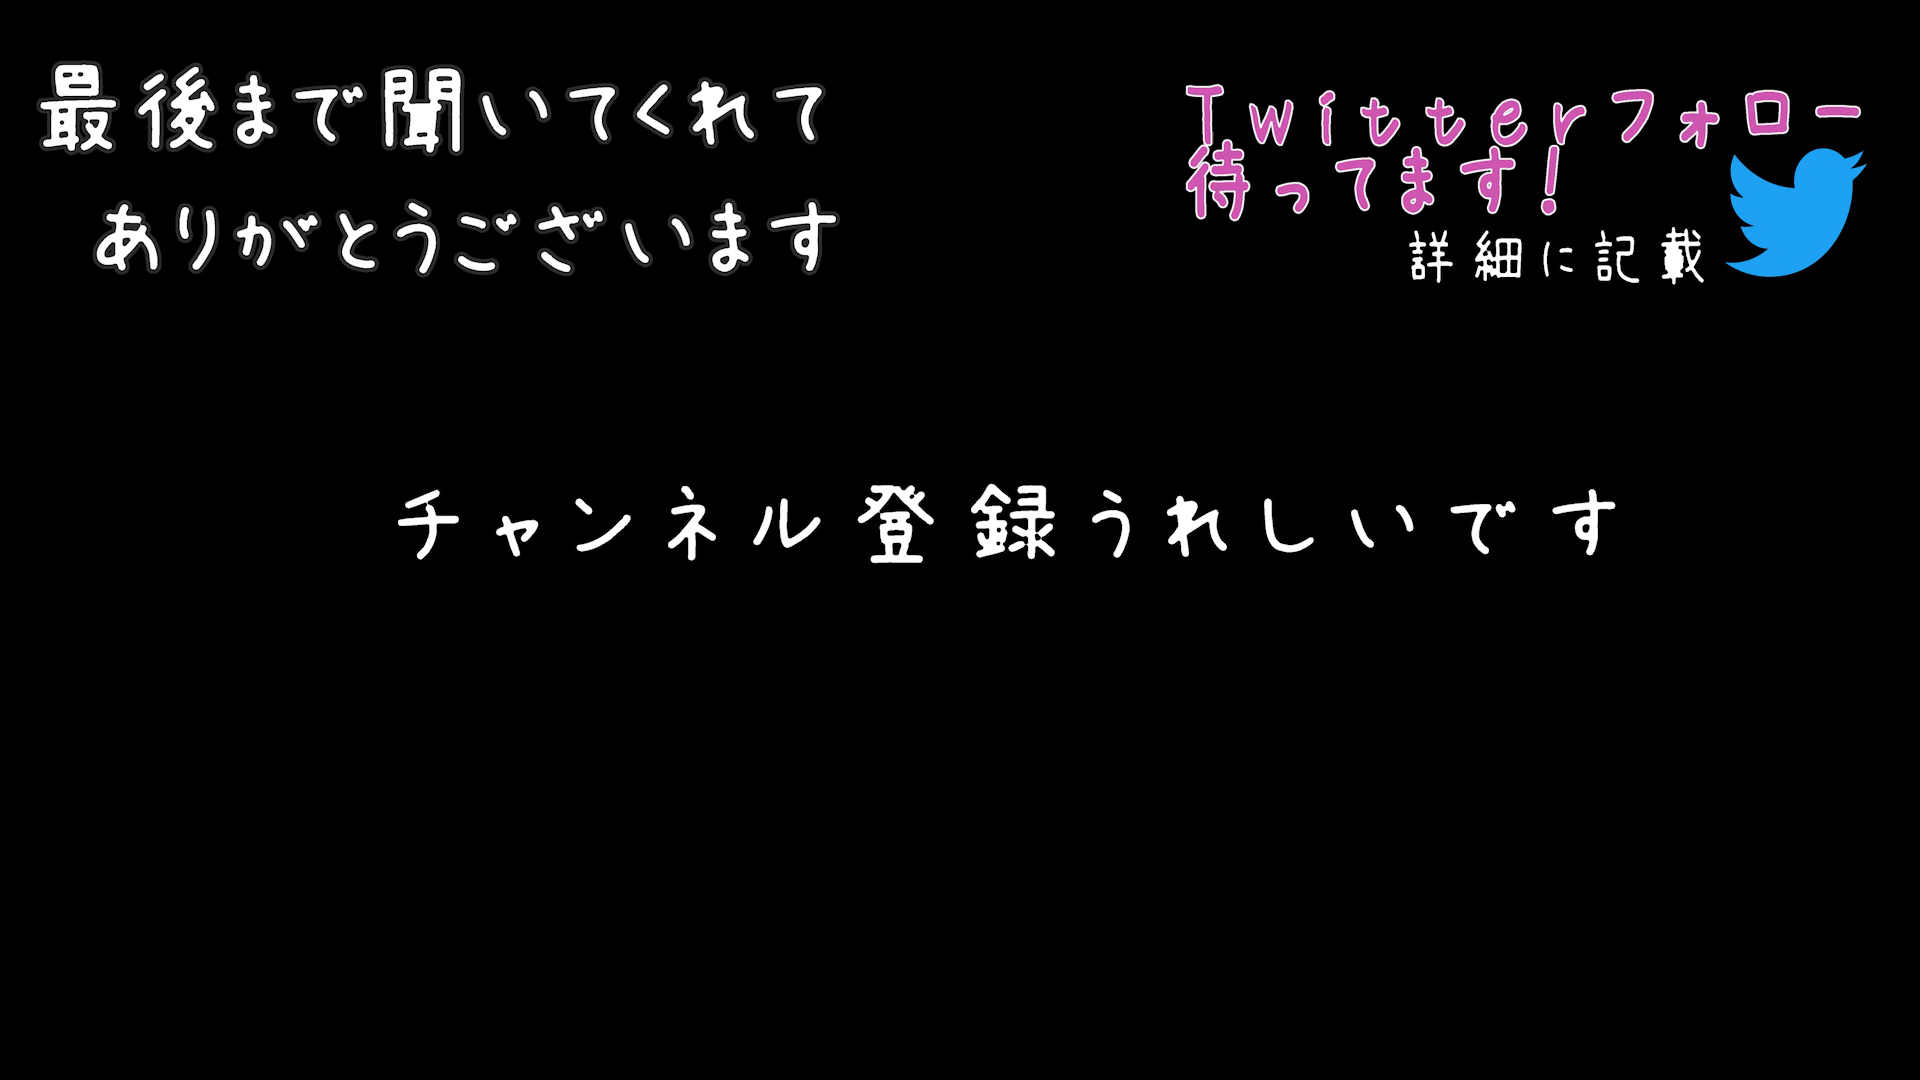 最後まで聞いてくれて
ありがとうございます
Twitterフォロー
待ってます!
詳細に記載
チャンネル登録うれしいです